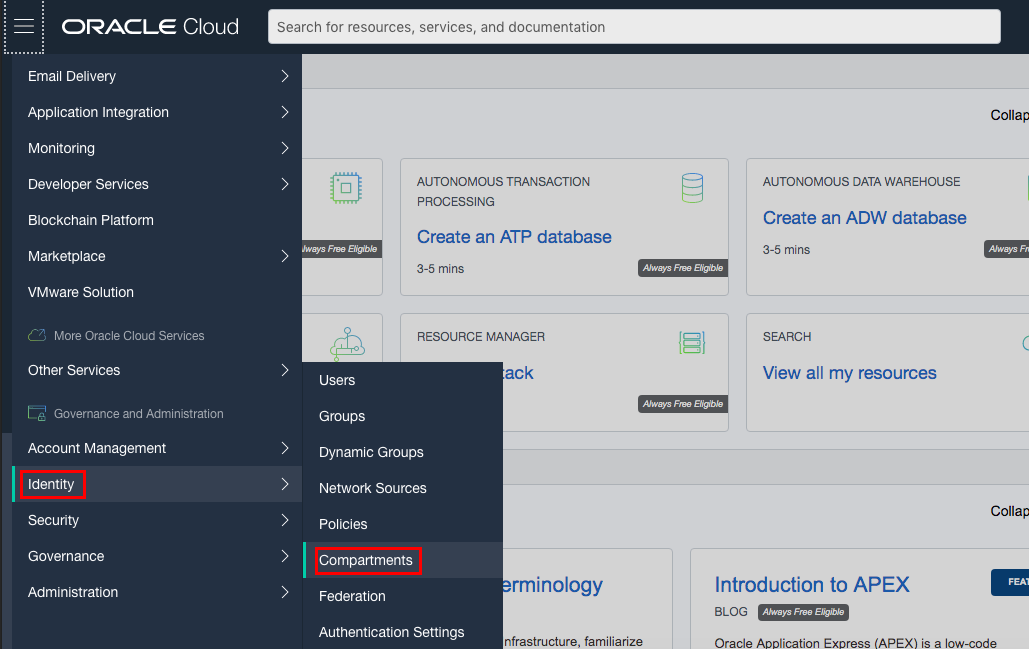 ORACLE Cloud
Search for resources, services, and documentation
Email Delivery
Application Integration
Monitoring
Developer Services
Blockchain Platform
Marketplace
VMware Solution
More Oracle Cloud Services
Other Services
Governance and Administration
Account Management
Identity
Security
Governance
Administration
Users
Groups
Dynamic Groups
Network Sources
Policies
Compartments
Federation
Authentication Settings
Collap
lways Free Eligible
AUTONOMOUS TRANSACTION
PROCESSING
Create an ATP database
3-5 mins
Always Free Eligible
AUTONOMOUS DATA WAREHOUSE
Create an ADW database
3-5 mins
Always Fr
RESOURCE MANAGER
tack
Always Free Eligible
SEARCH
View all my resources
Collap
erminology
nfrastructure, familiarize
Introduction to APEX
FEAT
BLOG Always Free Eligible
Oracle Application Express (APEX) is a low-code